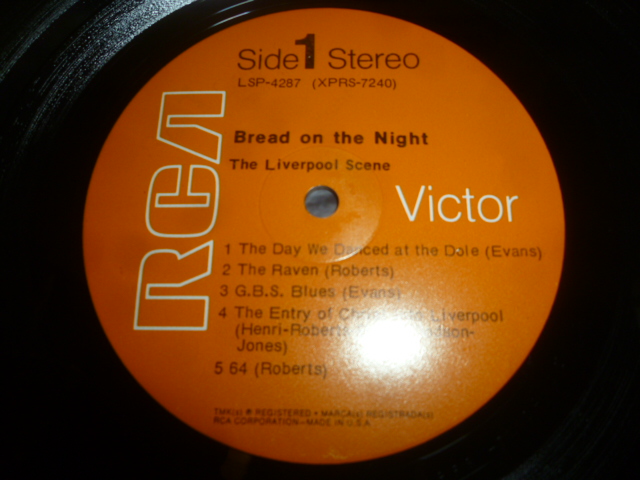 Side 1 Stereo
LSP-4287 (XPRS-7240)
RCA
Bread on the Night
The Liverpool Scene
Victor
1 The Day We Danced at the Dole (Evans)
2 The Raven (Roberts)
3 G.B.S. Blues (Evans)
4 The Entry of Liverpool
(Henri-Roberts
Jones)
5 64 (Roberts)
TMK(s) ® REGISTERED • MARCA(s) REGISTRADA(s)
RCA CORPORATION—MADE IN U.S.A